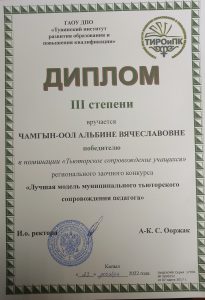 ГАОУ ДПО
«Тувинский институт
развития образования и
повышения квалификации»
ТИРОиПК
ДИПЛОМ
III степени
вручается
ЧАМГЫН-ООЛ АЛЬБИНЕ ВЯЧЕСЛАВОВНЕ
победителю
в номинации «Тьюторское сопровождение учащихся»
регионального заочного конкурса
«Лучшая модель муниципального тьюторского
сопровождения педагога»
И.о. ректора А-К. С. Ооржак
Кызыл
2022 года